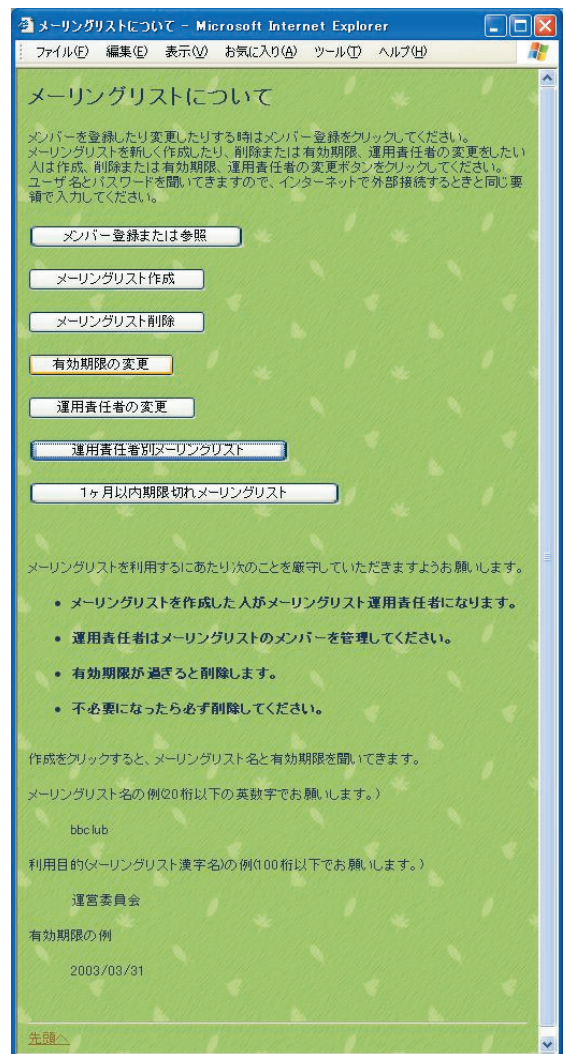 メーリングリストについて - Microsoft Internet Explorer
ファイル(F) 編集(E) 表示(V) お気に入り(A) ツール(T) ヘルプ(H)
メーリングリストについて
メンバーを登録したり変更したりする時はメンバー登録をクリックしてください。
メーリングリストを新しく作成したり、削除または有効期限、運用責任者の変更をしたい
人は作成、削除または有効期限、運用責任者の変更ボタンをクリックしてください。
ユーザ名とパスワードを聞いてきますので、インターネットで外部接続するときと同じ要
領で入力してください。
メンバー登録または参照
メーリングリスト作成
メーリングリスト削除
有効期限の変更
運用責任者の変更
運用責任者別メーリングリスト
1ヶ月以内期限切れメーリングリスト
メーリングリストを利用するにあたり次のことを厳守していただきますようお願いします。
• メーリングリストを作成した人がメーリングリスト運用責任者になります。
• 運用責任者はメーリングリストのメンバーを管理してください。
• 有効期限が過ぎると削除します。
• 不必要になったら必ず削除してください。
作成をクリックすると、メーリングリスト名と有効期限を聞いてきます。
メーリングリスト名の例(20桁以下の英数字でお願いします。)
bbclub
利用目的(メーリングリスト漢字名)の例(100桁以下でお願いします。)
運営委員会
有効期限の例
2003/03/31
先頭へ